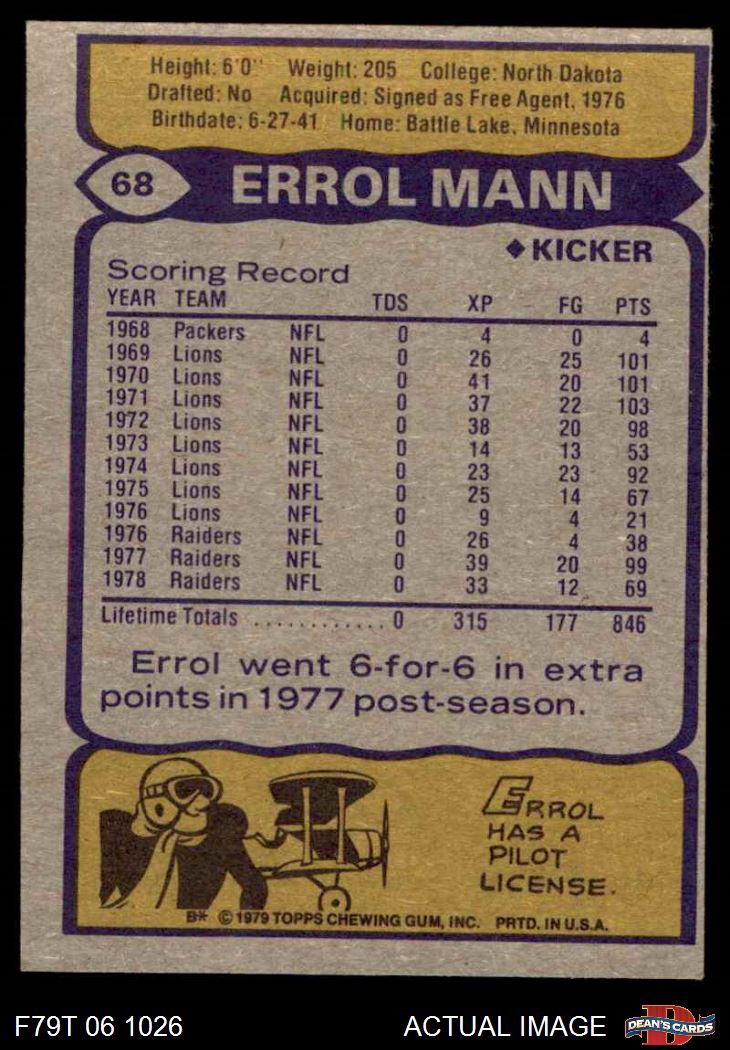 Height: 6'0" Weight: 205 College: North Dakota
Drafted: No Acquired: Signed as Free Agent, 1976
Birthdate: 6-27-41 Home: Battle Lake, Minnesota
68 ERROL MANN
◆ KICKER
Scoring Record
YEAR TEAM TDS XP FG PTS
1968 Packers NFL 0 4 0 4
1969 Lions NFL 0 26 25 101
1970 Lions NFL 0 41 20 101
1971 Lions NFL 0 37 22 103
1972 Lions NFL 0 38 20 98
1973 Lions NFL 0 14 13 53
1974 Lions NFL 0 23 23 92
1975 Lions NFL 0 25 14 67
1976 Lions NFL 0 9 4 21
1976 Raiders NFL 0 26 4 38
1977 Raiders NFL 0 39 20 99
1978 Raiders NFL 0 33 12 69
Lifetime Totals ............ 0 315 177 846
Errol went 6-for-6 in extra
points in 1977 post-season.
ERROL
HAS A
PILOT
LICENSE.
B* © 1979 TOPPS CHEWING GUM, INC. PRTD. IN U.S.A.
F79T 06 1026 ACTUAL IMAGE D DEAN'S CARDS